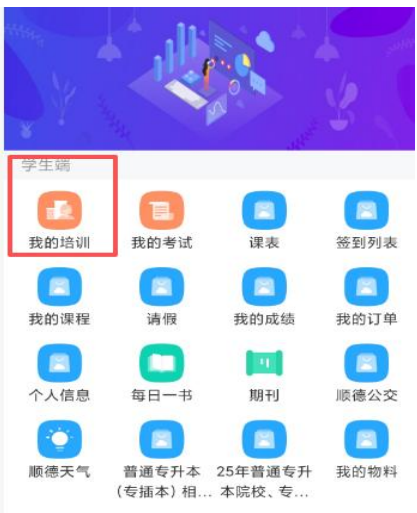 学生端
我的培训 我的考试 课表 签到列表
我的课程 请假 我的成绩 我的订单
个人信息 每日一书 期刊 顺德公交
顺德天气 普通专升本 25年普通专升 我的物料
（专插本）相... 本院校、专...